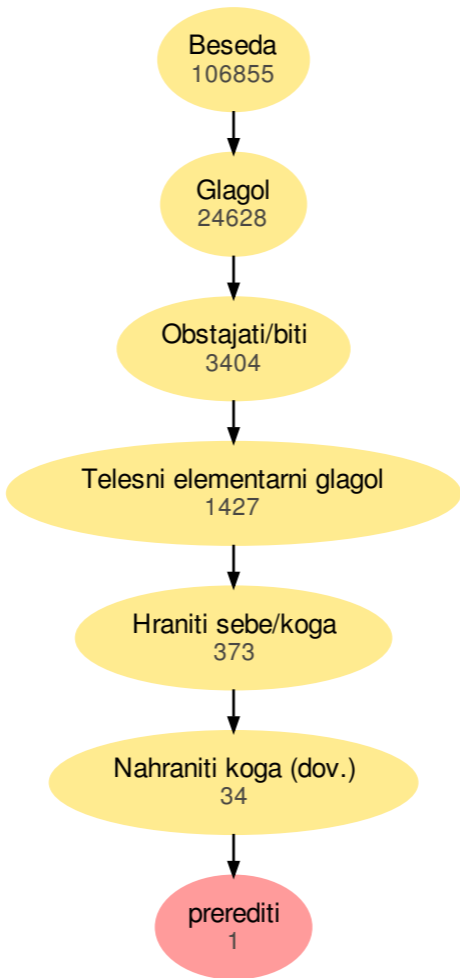 Beseda
106855
Glagol
24628
Obstajati/biti
3404
Telesni elementarni glagol
1427
Hraniti sebe/koga
373
Nahraniti koga (dov.)
34
prerediti
1